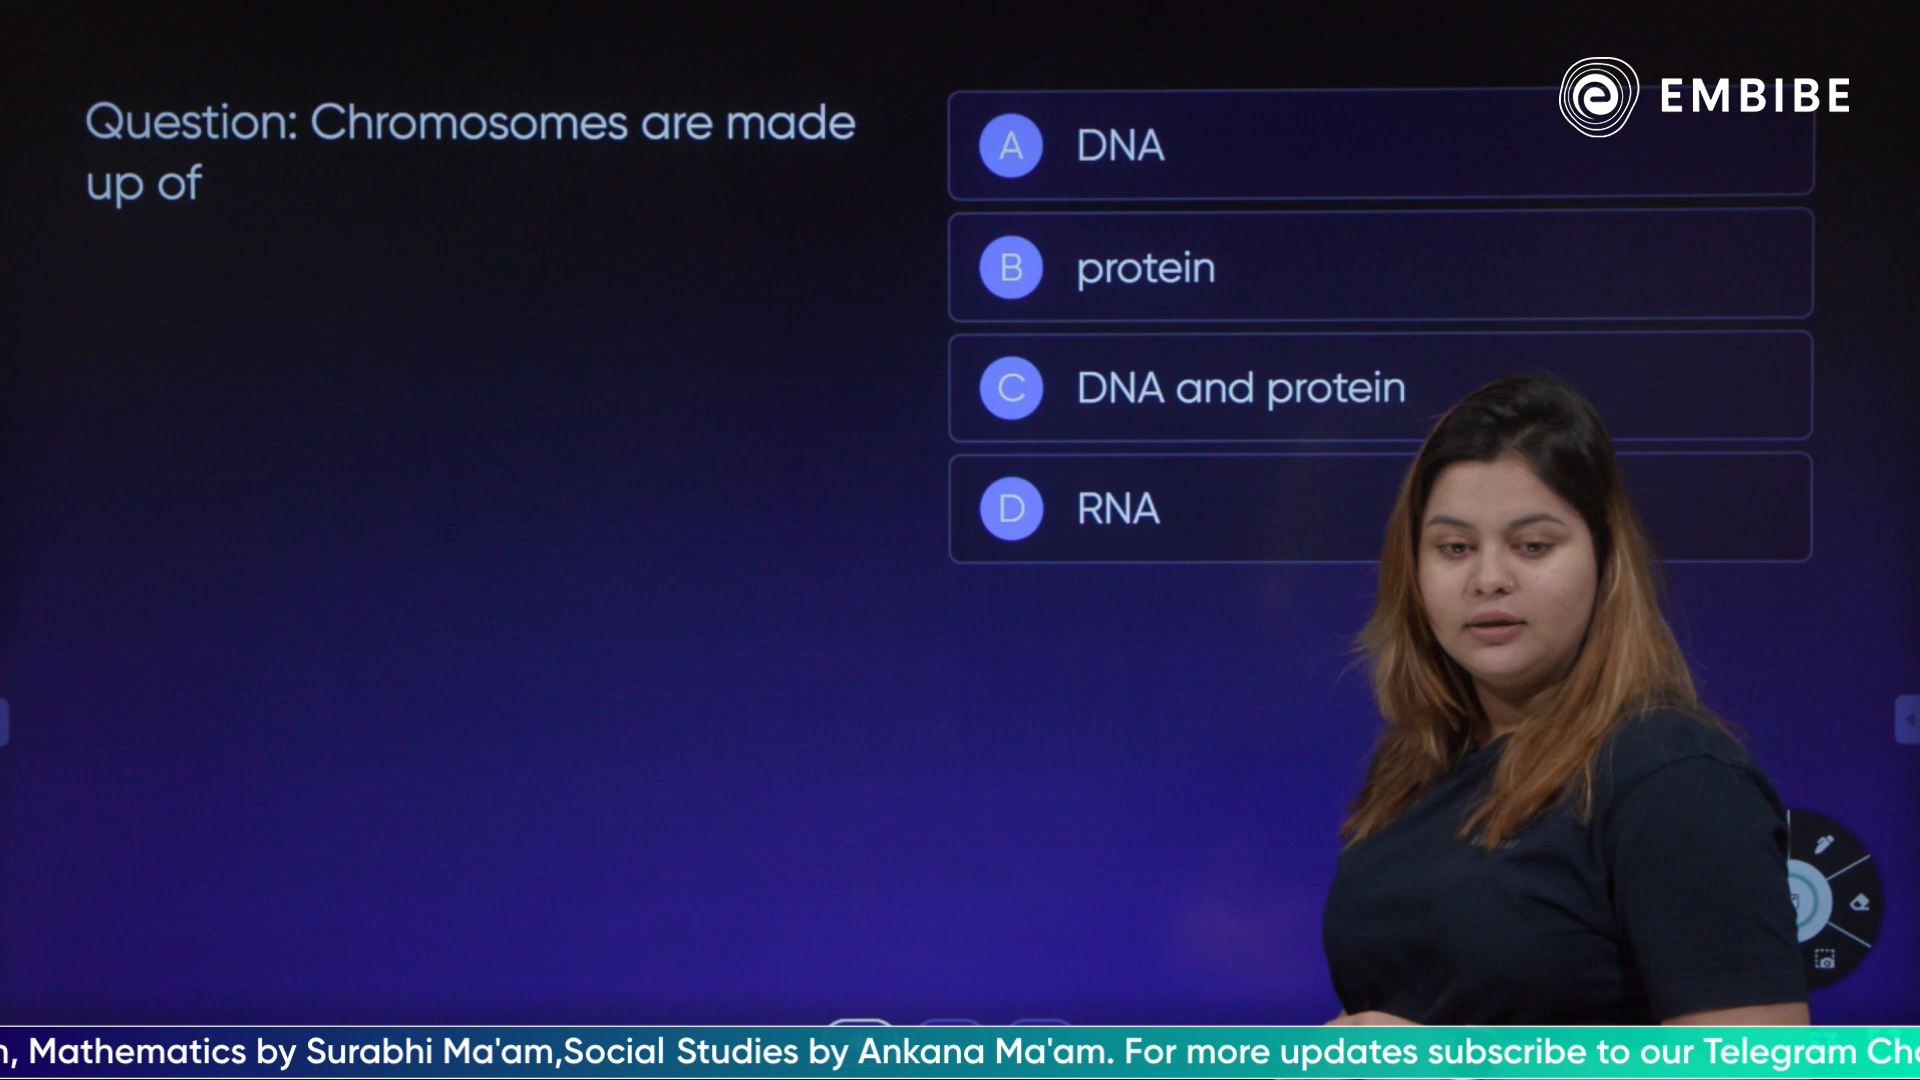 EMBIBE
Question: Chromosomes are made
up of
A DNA
B protein
C DNA and protein
D RNA
, Mathematics by Surabhi Ma'am,Social Studies by Ankana Ma'am. For more updates subscribe to our Telegram